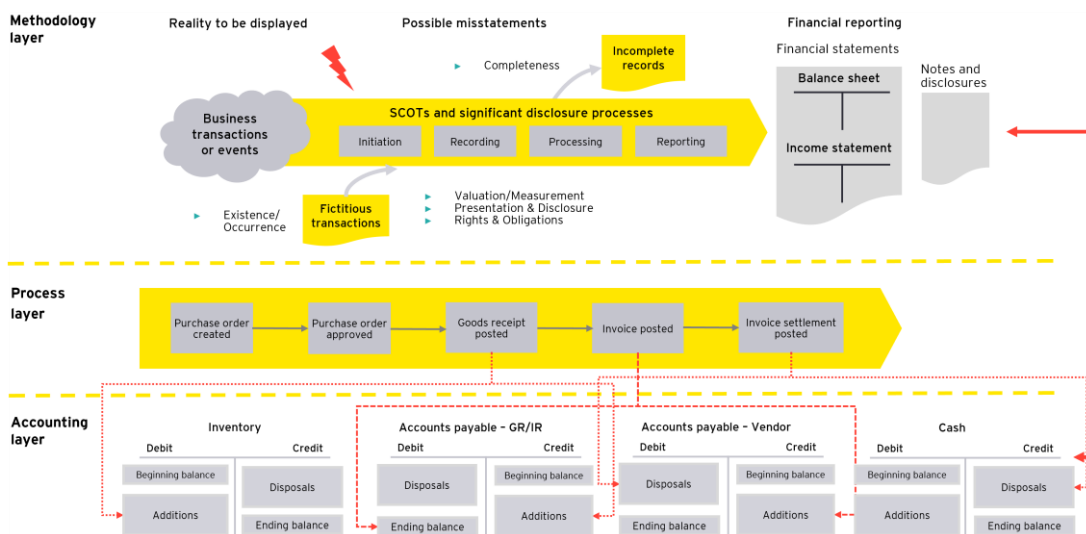 Methodology
layer
Reality to be displayed
Possible misstatements
Financial reporting
Financial statements
Completeness
Incomplete
records
Balance sheet
Notes and
disclosures
SCOTs and significant disclosure processes
Business
transactions
or events
Initiation
Recording
Processing
Reporting
Income statement
Existence/
Occurrence
Fictitious
transactions
Valuation/Measurement
Presentation & Disclosure
Rights & Obligations
Process
layer
Purchase order
created
Purchase order
approved
Goods receipt
posted
Invoice posted
Invoice settlement
posted
Accounting
layer
Inventory
Debit
Credit
Beginning balance
Disposals
Additions
Ending balance
Accounts payable – GR/IR
Debit
Credit
Disposals
Beginning balance
Additions
Ending balance
Accounts payable – Vendor
Debit
Credit
Disposals
Beginning balance
Additions
Ending balance
Cash
Debit
Credit
Beginning balance
Disposals
Additions
Ending balance